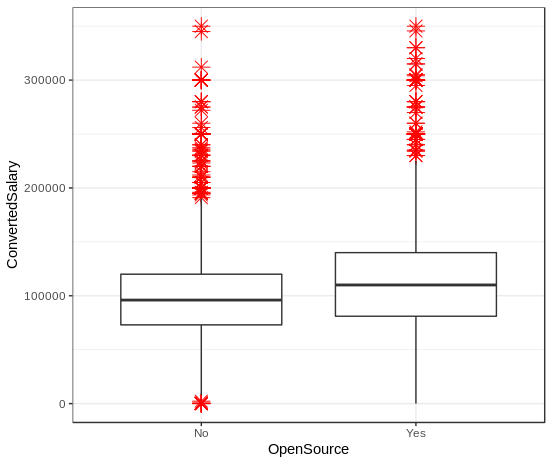 300000
200000
100000
0
ConvertedSalary
No Yes
OpenSource